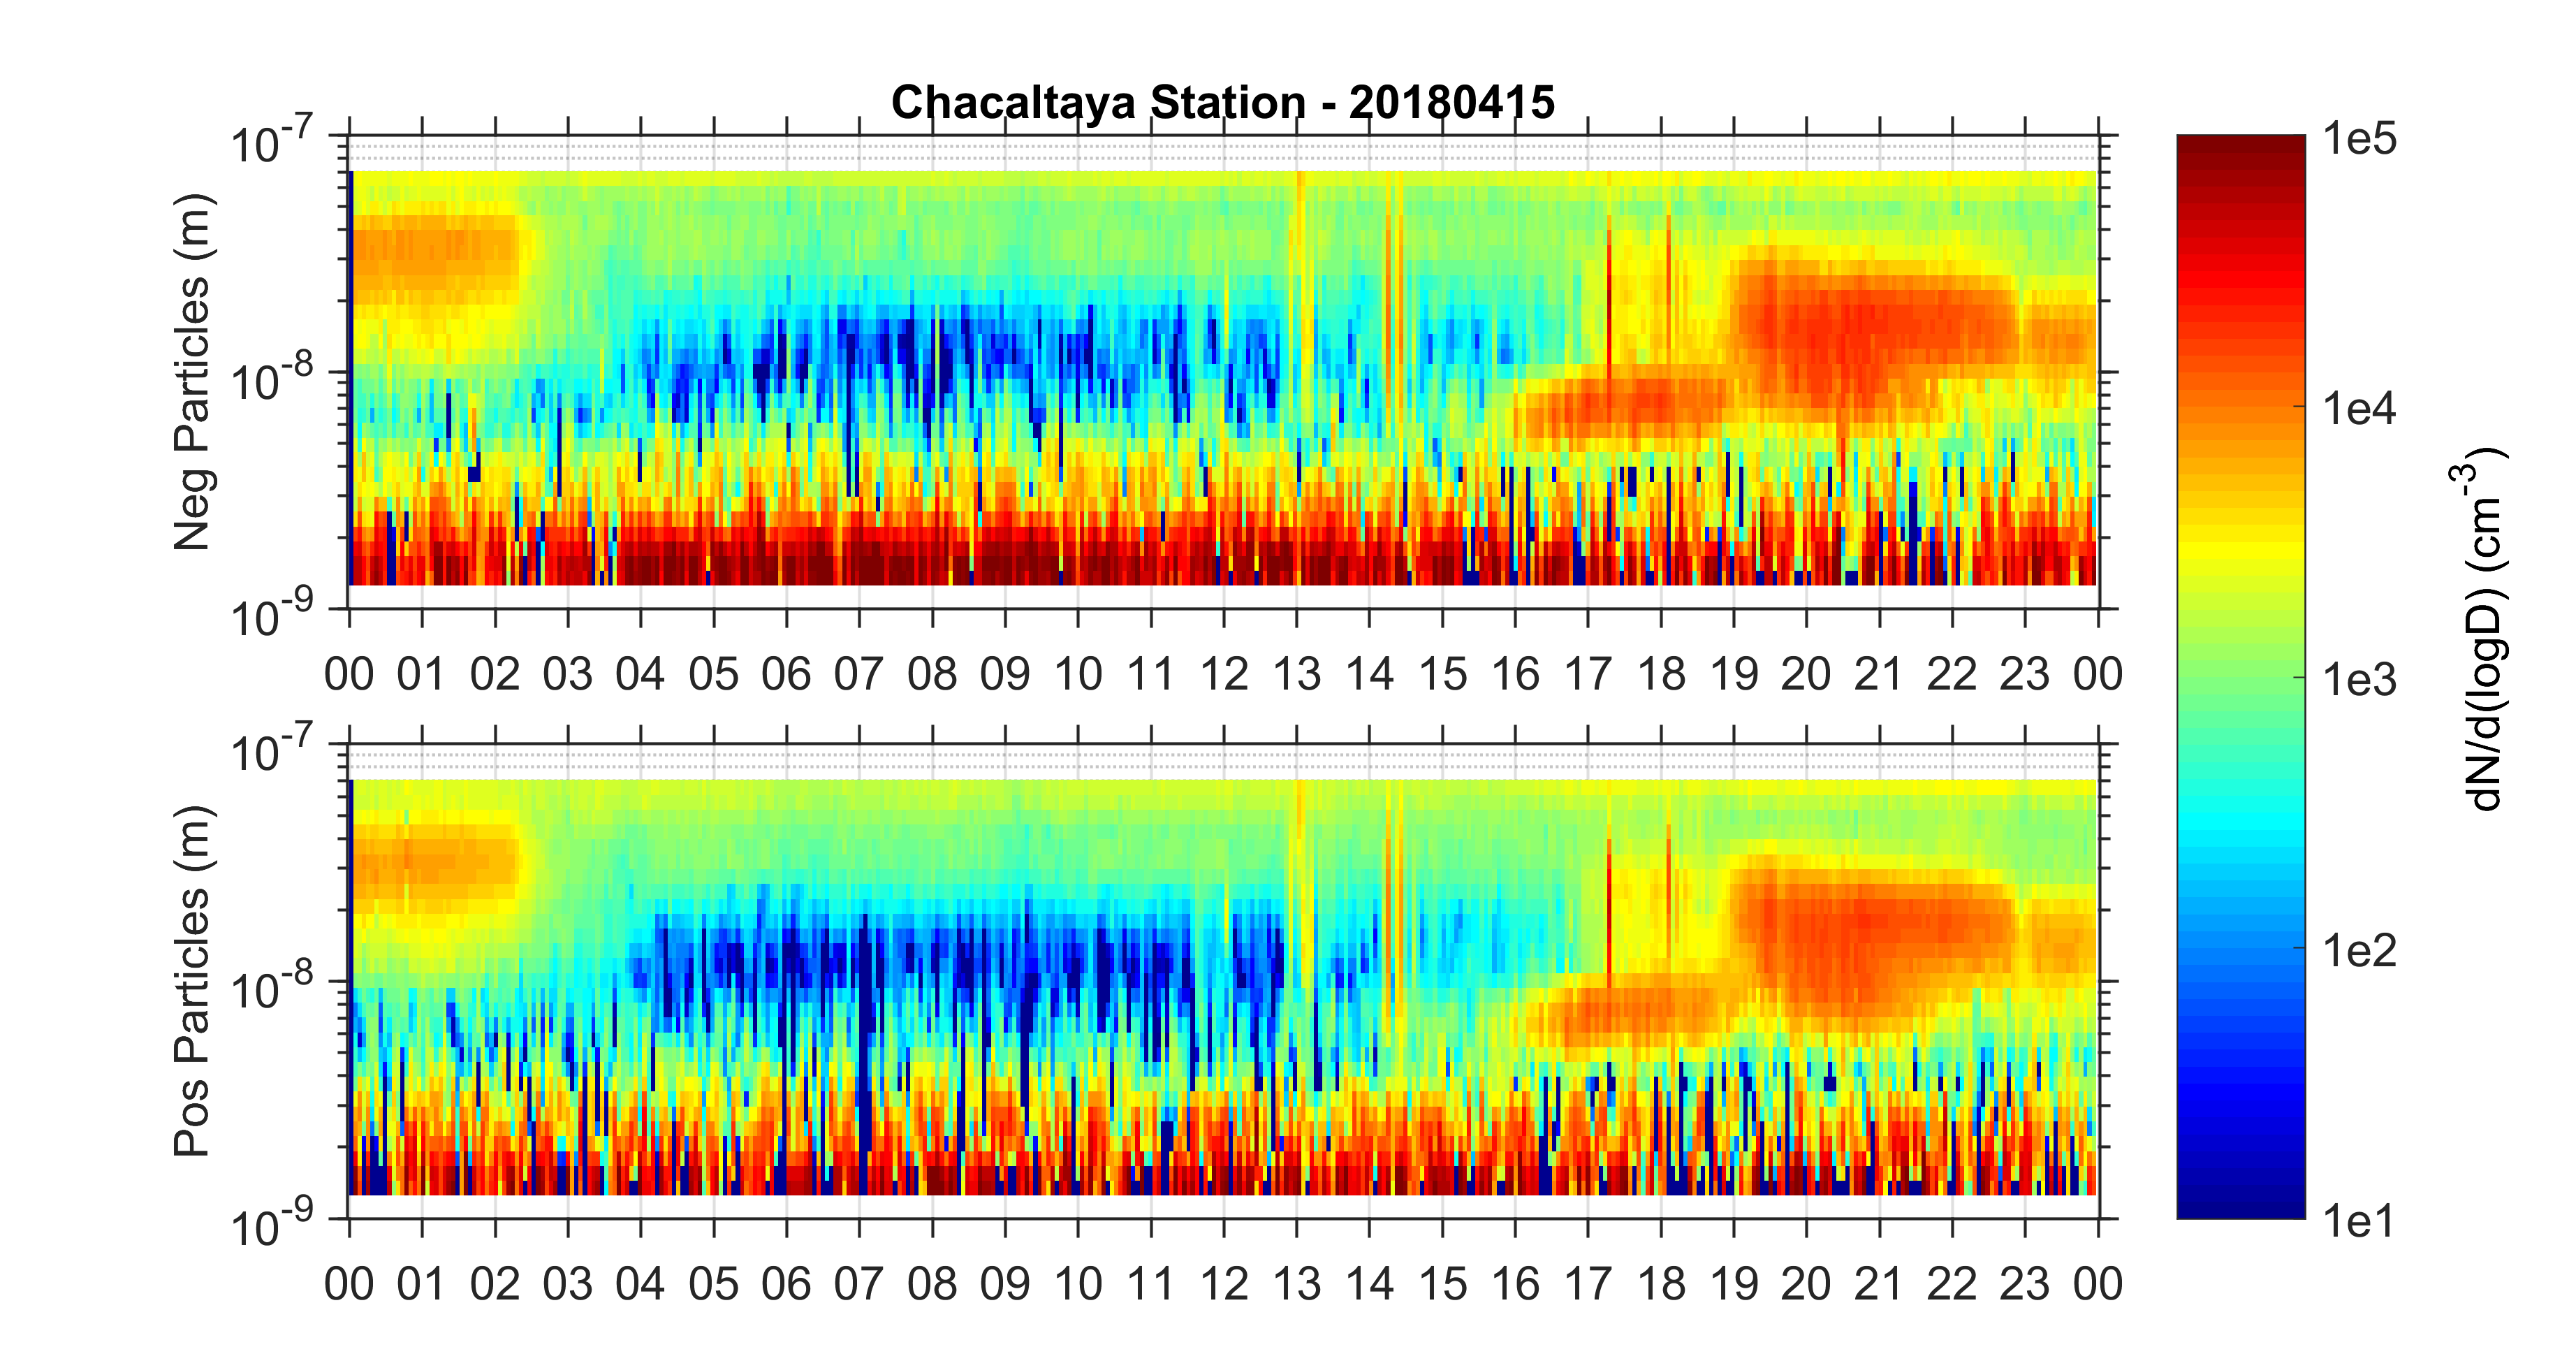 Chacaltaya Station - 20180415
10-7
10-8
10-9
Neg Particles (m)
00 01 02 03 04 05 06 07 08 09 10 11 12 13 14 15 16 17 18 19 20 21 22 23 00
10-7
10-8
10-9
Pos Particles (m)
00 01 02 03 04 05 06 07 08 09 10 11 12 13 14 15 16 17 18 19 20 21 22 23 00
1e5
1e4
1e3
1e2
1e1
dN/d(logD) (cm-3)